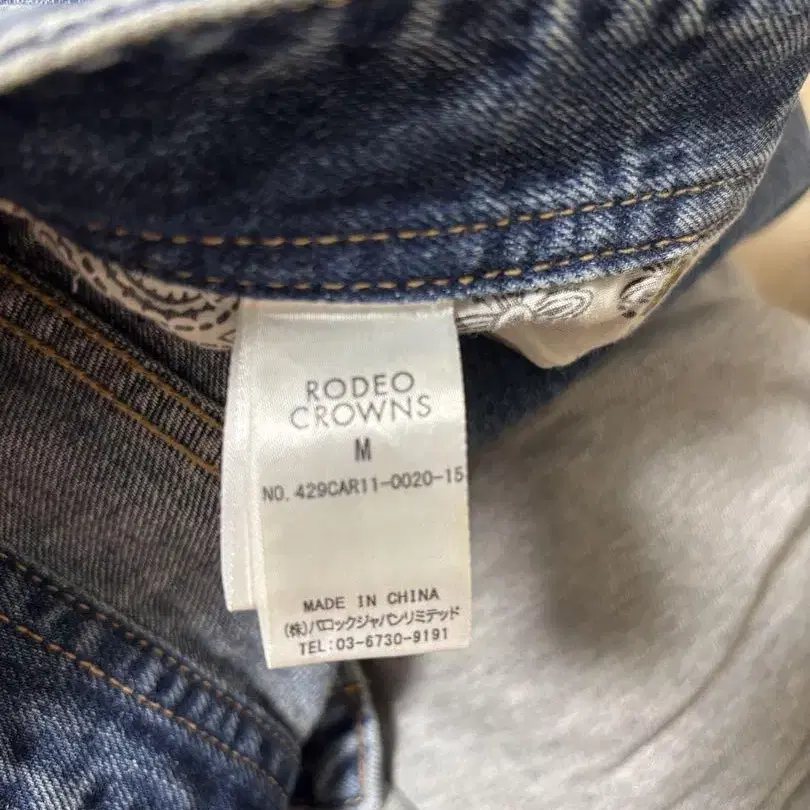 RODEO
CROWNS
M
NO. 429CAR11-0020-15
MADE IN CHINA
(株)バロックジャパンリミテッド
TEL:03-6730-9191